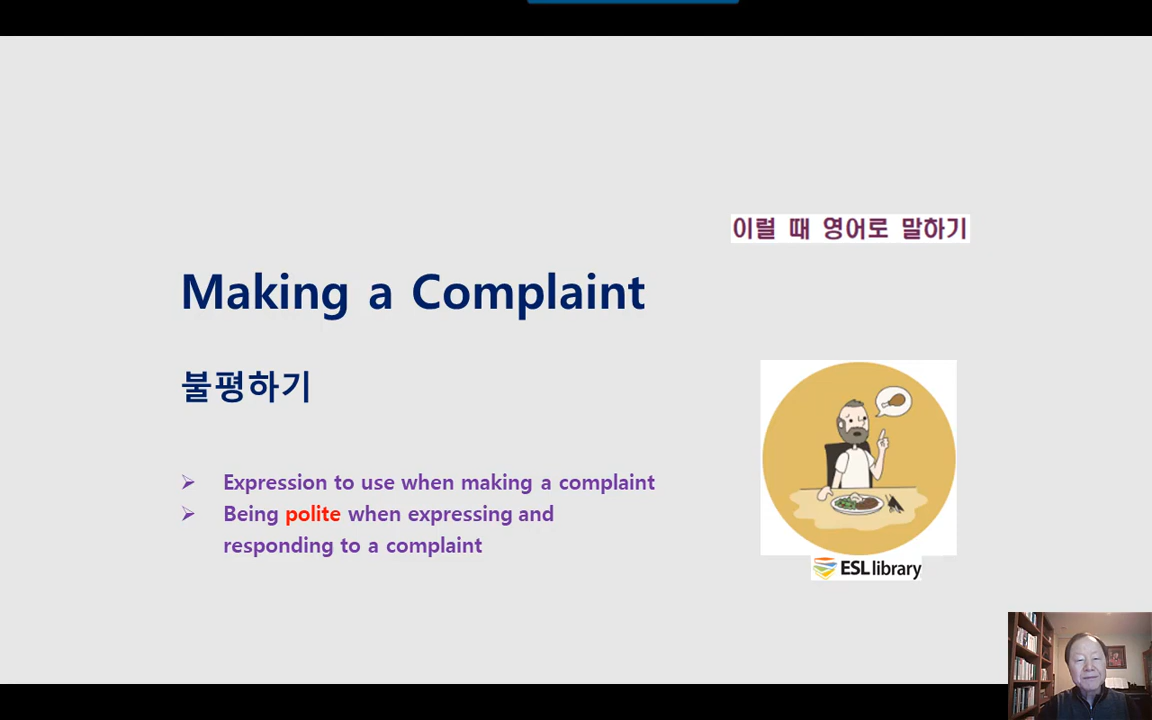 이럴 때 영어로 말하기
Making a Complaint
불평하기
Expression to use when making a complaint
Being polite when expressing and
responding to a complaint
ESL library